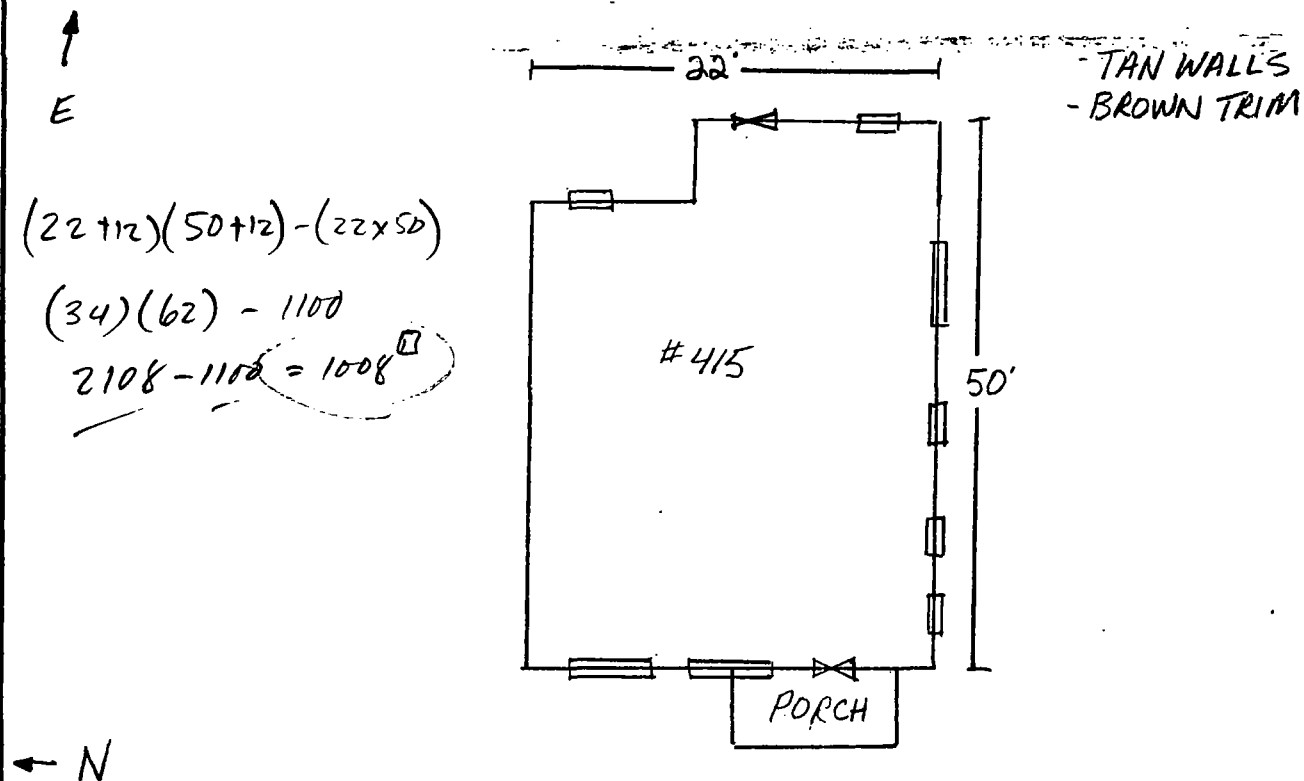 E
22'
- TAN WALLS
- BROWN TRIM
(22+12)(50+12)-(22x50)
(34)(62) - 1100
2108-1100 = 1008□
#415
50'
PORCH
← N